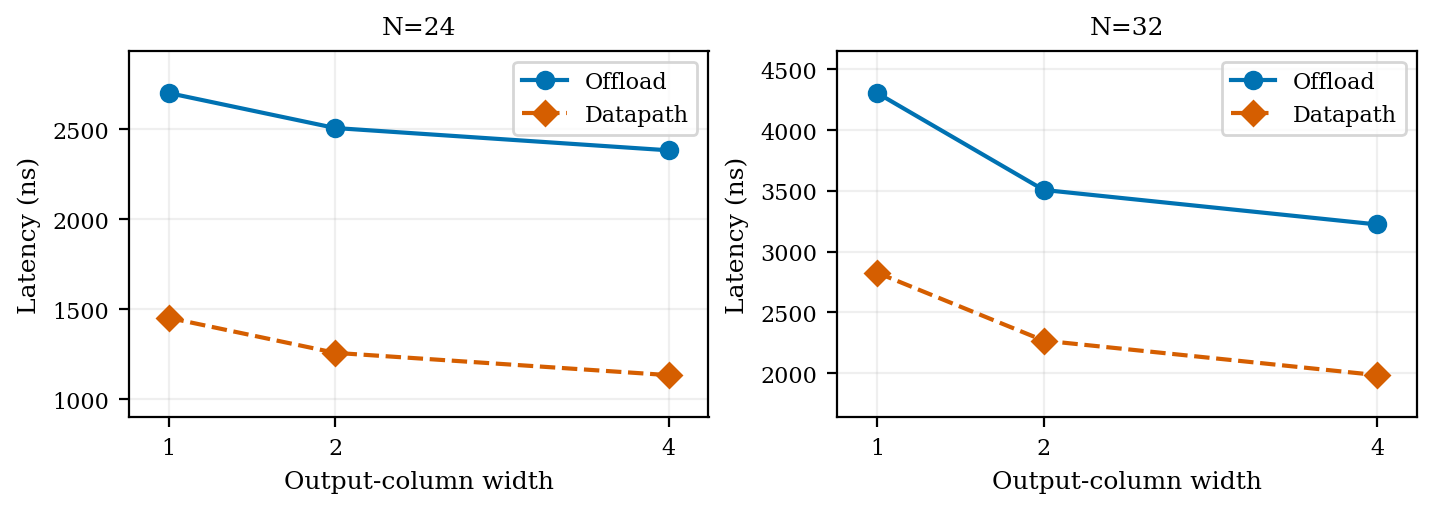 N=24
Latency (ns)
2500
2000
1500
1000
1
2
4
Output-column width
Offload
Datapath
N=32
Latency (ns)
4500
4000
3500
3000
2500
2000
1
2
4
Output-column width
Offload
Datapath